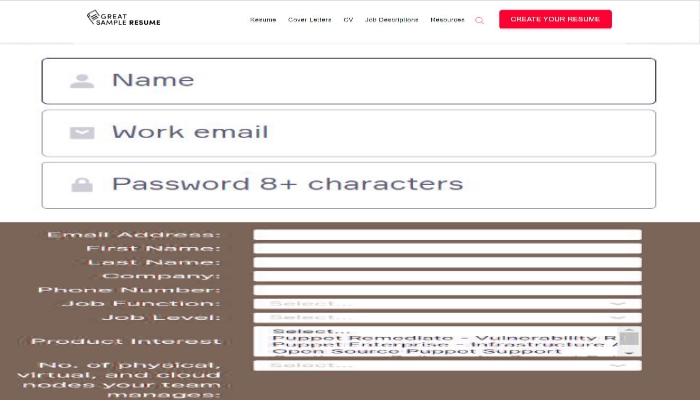 GREAT
SAMPLE RESUME
Resume Cover Letters CV Job Descriptions Resources CREATE YOUR RESUME
Name
Work email
Password 8+ characters
Email Address:
First Name:
Last Name:
Company:
Phone Number:
Job Function: Select...
Job Level: Select...
Select...
Puppet Remediate - Vulnerability R
Product Interest
Puppet Enterprise - Infrastructure
Open Source Puppet Support
No. of physical, Select...
virtual, and cloud
nodes your team
manages: